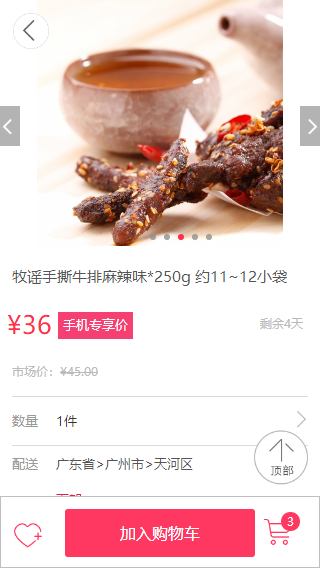 牧谣手撕牛排麻辣味*250g 约11~12小袋
¥36 手机专享价 剩余4天
市场价：¥45.00
数量 1件
配送 广东省>广州市>天河区
顶部
加入购物车 3